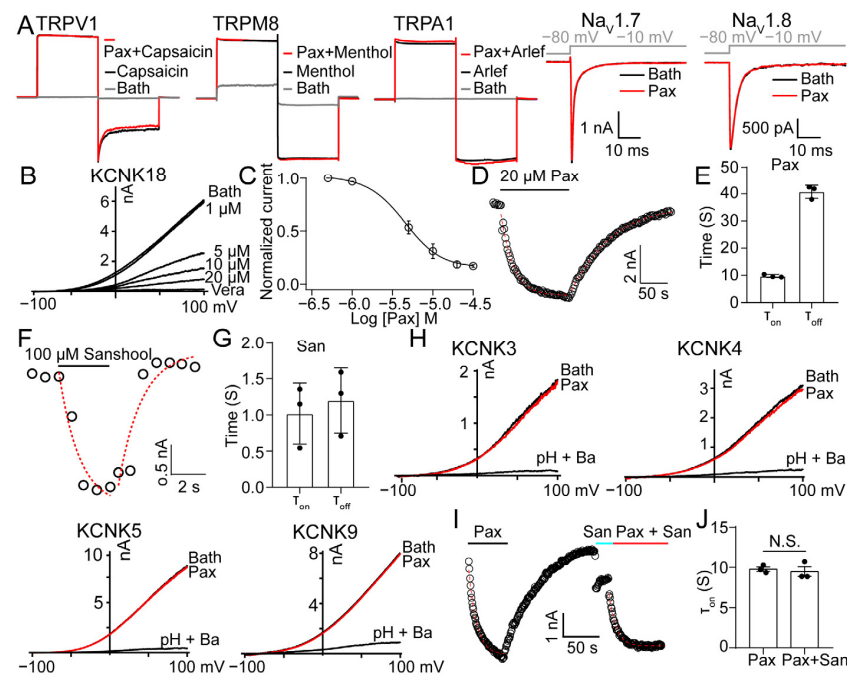 A
TRPV1
Pax+Capsaicin
Capsaicin
Bath
TRPM8
Pax+Menthol
Menthol
Bath
TRPA1
Pax+Arlef
Arlef
Bath
NaV1.7
−80 mV −10 mV
Bath
Pax
1 nA
10 ms
NaV1.8
−80 mV −10 mV
Bath
Pax
500 pA
10 ms
B
KCNK18
nA
6
4
2
−100
100 mV
Bath
1 µM
5 µM
10 µM
20 µM
Vera
C
Normalized current
1.0
0.5
0.0
−6.5 −6.0 −5.5 −5.0 −4.5
Log [Pax] M
D
20 µM Pax
2 nA
50 s
E
Pax
Time (S)
50
40
30
20
10
0
Ton Toff
F
100 µM Sanshool
0.5 nA
2 s
G
San
Time (S)
2.0
1.5
1.0
0.5
0.0
Ton Toff
H
KCNK3
2
nA
1
Bath
Pax
pH + Ba
−100 100 mV
KCNK4
nA
3
2
1
Bath
Pax
pH + Ba
−100 100 mV
KCNK5
10
nA
5
Bath
Pax
pH + Ba
−100 100 mV
KCNK9
8
nA
4
Bath
Pax
pH + Ba
−100 100 mV
I
Pax
San Pax + San
1 nA
50 s
J
N.S.
τon (S)
15
10
5
0
Pax Pax+San